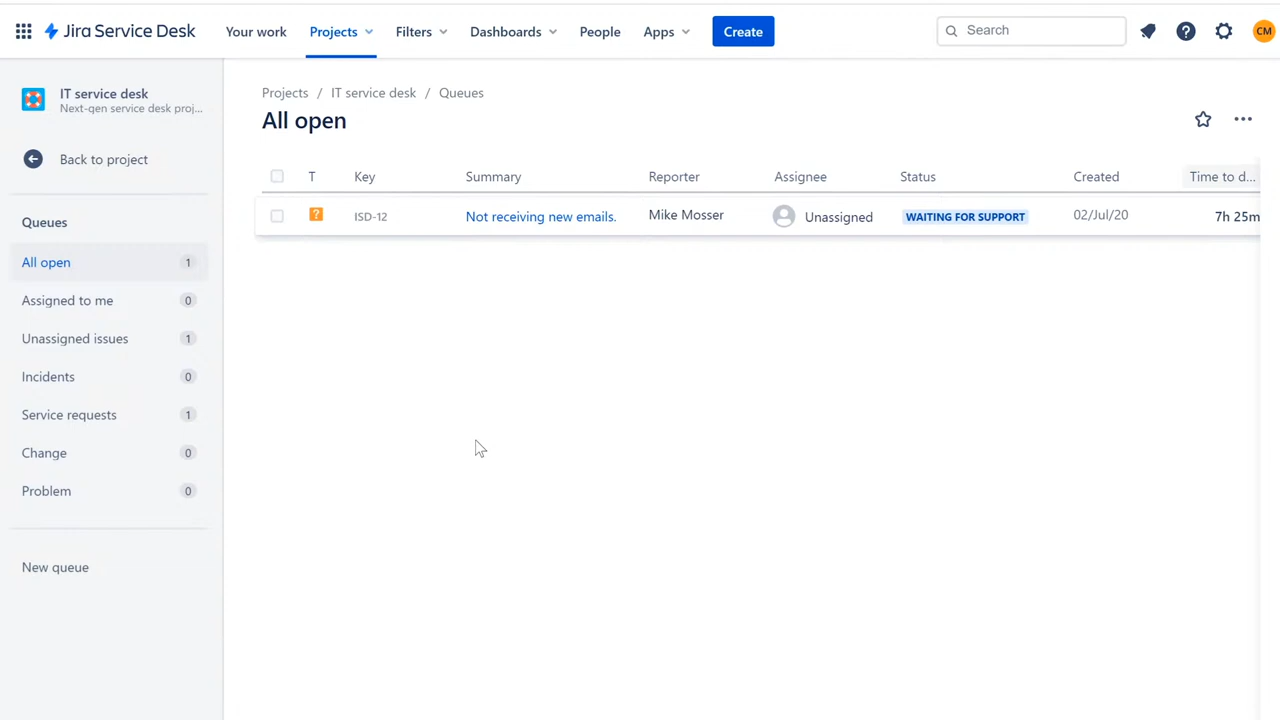 Jira Service Desk Your work Projects Filters Dashboards People Apps Create Search CM
IT service desk
Next-gen service desk proj...
Back to project
Queues
All open 1
Assigned to me 0
Unassigned issues 1
Incidents 0
Service requests 1
Change 0
Problem 0
New queue
Projects / IT service desk / Queues
All open
T Key Summary Reporter Assignee Status Created Time to d...
? ISD-12 Not receiving new emails. Mike Mosser Unassigned WAITING FOR SUPPORT 02/Jul/20 7h 25m